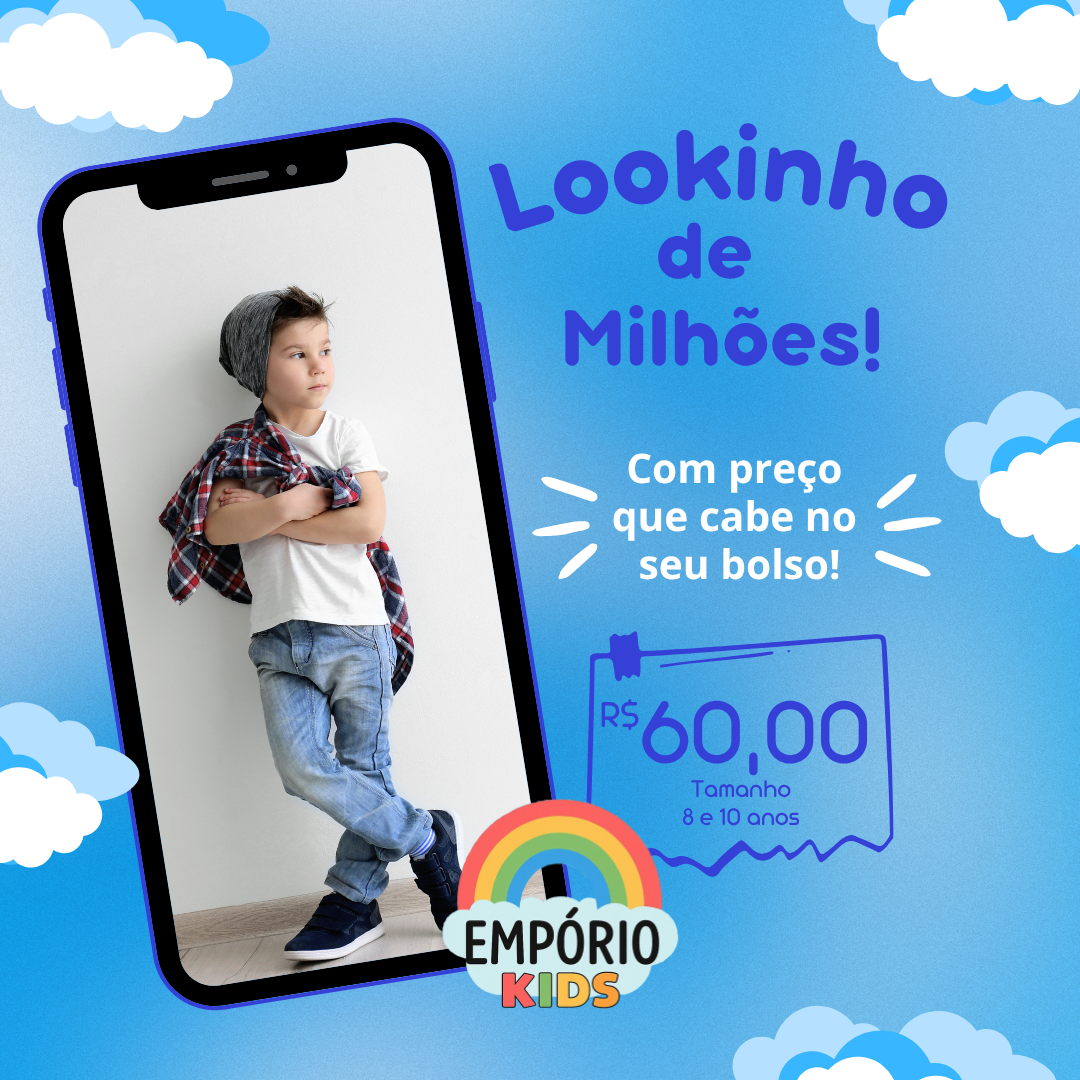 Lookinho
de
Milhões!
Com preço
que cabe no
seu bolso!
R$60,00
Tamanho
8 e 10 anos
EMPÓRIO
KIDS